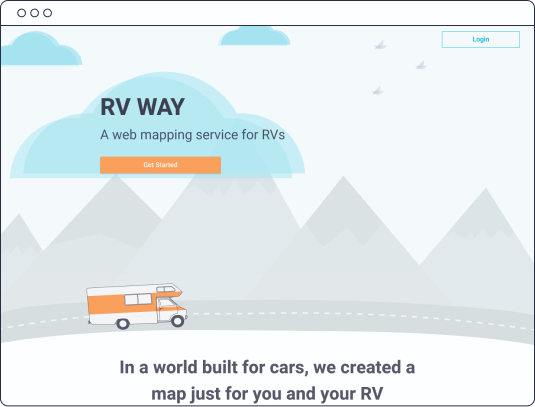 Login
RV WAY
A web mapping service for RVs
Get Started
In a world built for cars, we created a
map just for you and your RV